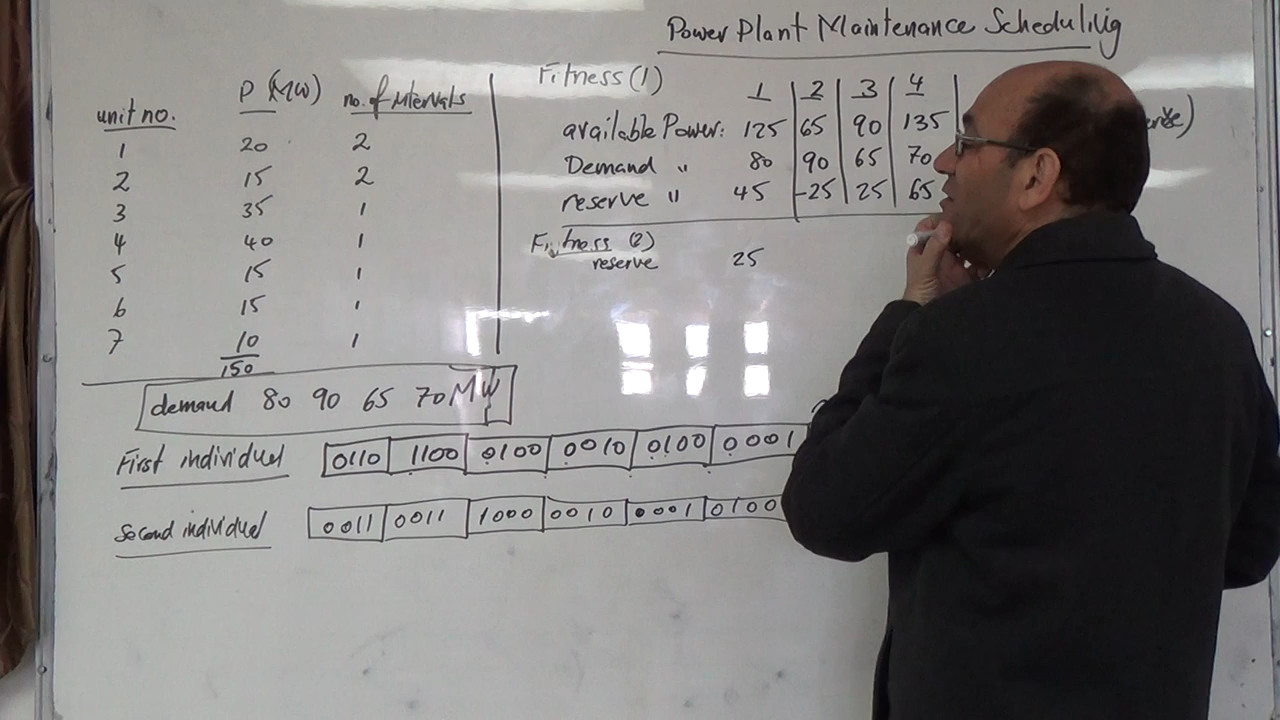 Power Plant Maintenance Scheduling
unit no. P (MW) no. of intervals
1 20 2
2 15 2
3 35 1
4 40 1
5 15 1
6 15 1
7 10 1
150
demand 80 90 65 70 MW
Fitness (1) 1 2 3 4
available Power: 125 65 90 135
Demand " 80 90 65 70
reserve " 45 -25 25 65
Fitness (2)
reserve 25
First individual 0110 1100 0100 0010 0100 0001
Second individual 0011 0011 1000 0010 0001 0100